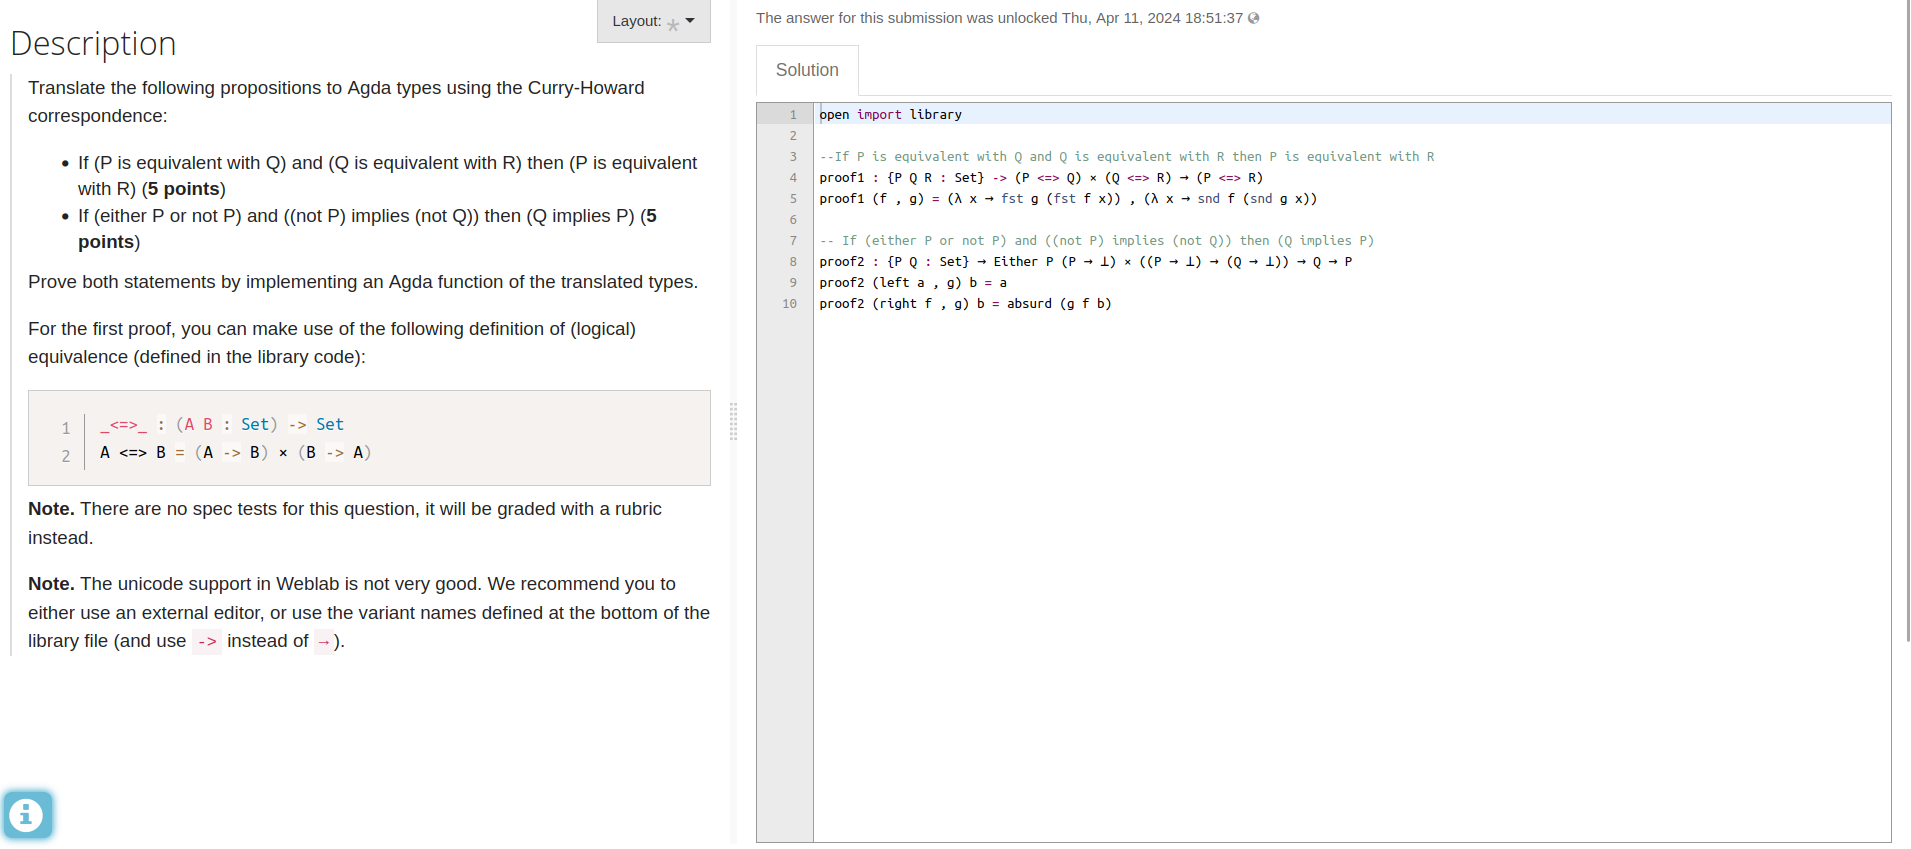 Layout: *
Description
Translate the following propositions to Agda types using the Curry-Howard
correspondence:
• If (P is equivalent with Q) and (Q is equivalent with R) then (P is equivalent
with R) (5 points)
• If (either P or not P) and ((not P) implies (not Q)) then (Q implies P) (5
points)
Prove both statements by implementing an Agda function of the translated types.
For the first proof, you can make use of the following definition of (logical)
equivalence (defined in the library code):
1 _<=>_ : (A B : Set) -> Set
2 A <=> B = (A -> B) × (B -> A)
Note. There are no spec tests for this question, it will be graded with a rubric
instead.
Note. The unicode support in Weblab is not very good. We recommend you to
either use an external editor, or use the variant names defined at the bottom of the
library file (and use -> instead of →).
The answer for this submission was unlocked Thu, Apr 11, 2024 18:51:37
Solution
1 open import library
2
3 --If P is equivalent with Q and Q is equivalent with R then P is equivalent with R
4 proof1 : {P Q R : Set} -> (P <=> Q) × (Q <=> R) → (P <=> R)
5 proof1 (f , g) = (λ x → fst g (fst f x)) , (λ x → snd f (snd g x))
6
7 -- If (either P or not P) and ((not P) implies (not Q)) then (Q implies P)
8 proof2 : {P Q : Set} → Either P (P → ⊥) × ((P → ⊥) → (Q → ⊥)) → Q → P
9 proof2 (left a , g) b = a
10 proof2 (right f , g) b = absurd (g f b)